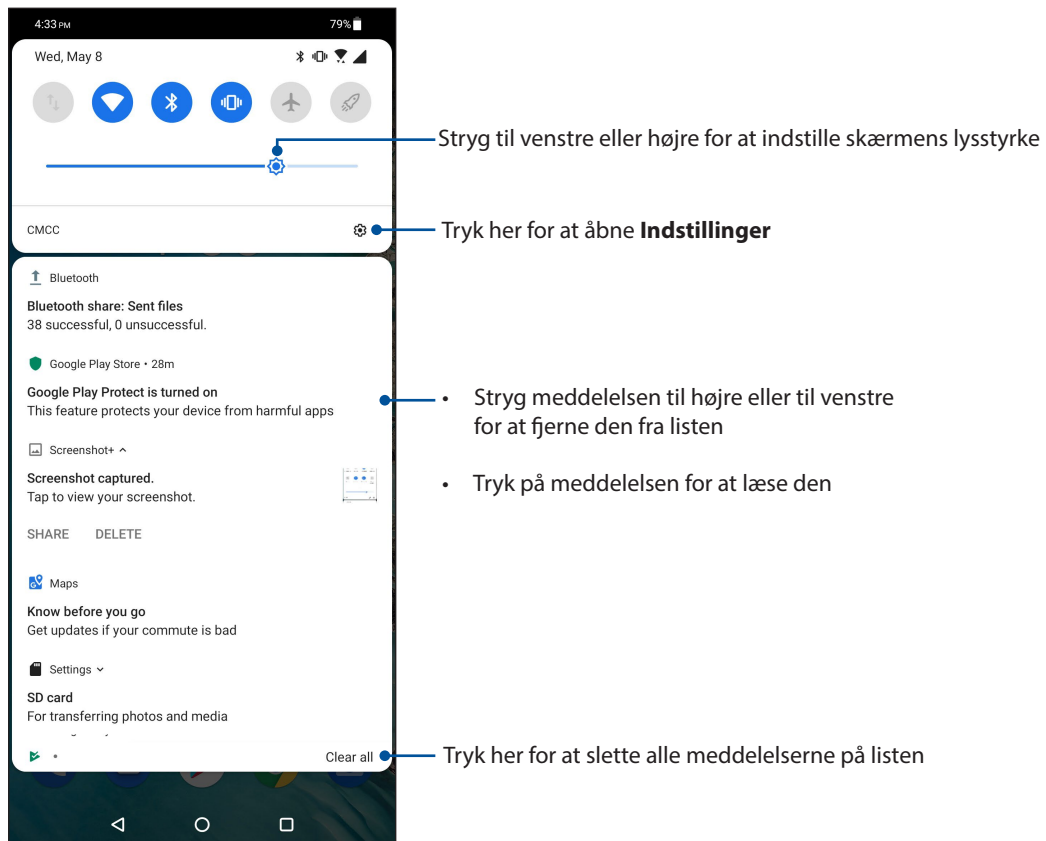 4:33 PM 79%
Wed, May 8
Stryg til venstre eller højre for at indstille skærmens lysstyrke
CMCC
Tryk her for at åbne Indstillinger
Bluetooth
Bluetooth share: Sent files
38 successful, 0 unsuccessful.
Google Play Store • 28m
Google Play Protect is turned on
This feature protects your device from harmful apps
• Stryg meddelelsen til højre eller til venstre
for at fjerne den fra listen
• Tryk på meddelelsen for at læse den
Screenshot+
Screenshot captured.
Tap to view your screenshot.
SHARE DELETE
Maps
Know before you go
Get updates if your commute is bad
Settings
SD card
For transferring photos and media
Clear all
Tryk her for at slette alle meddelelserne på listen